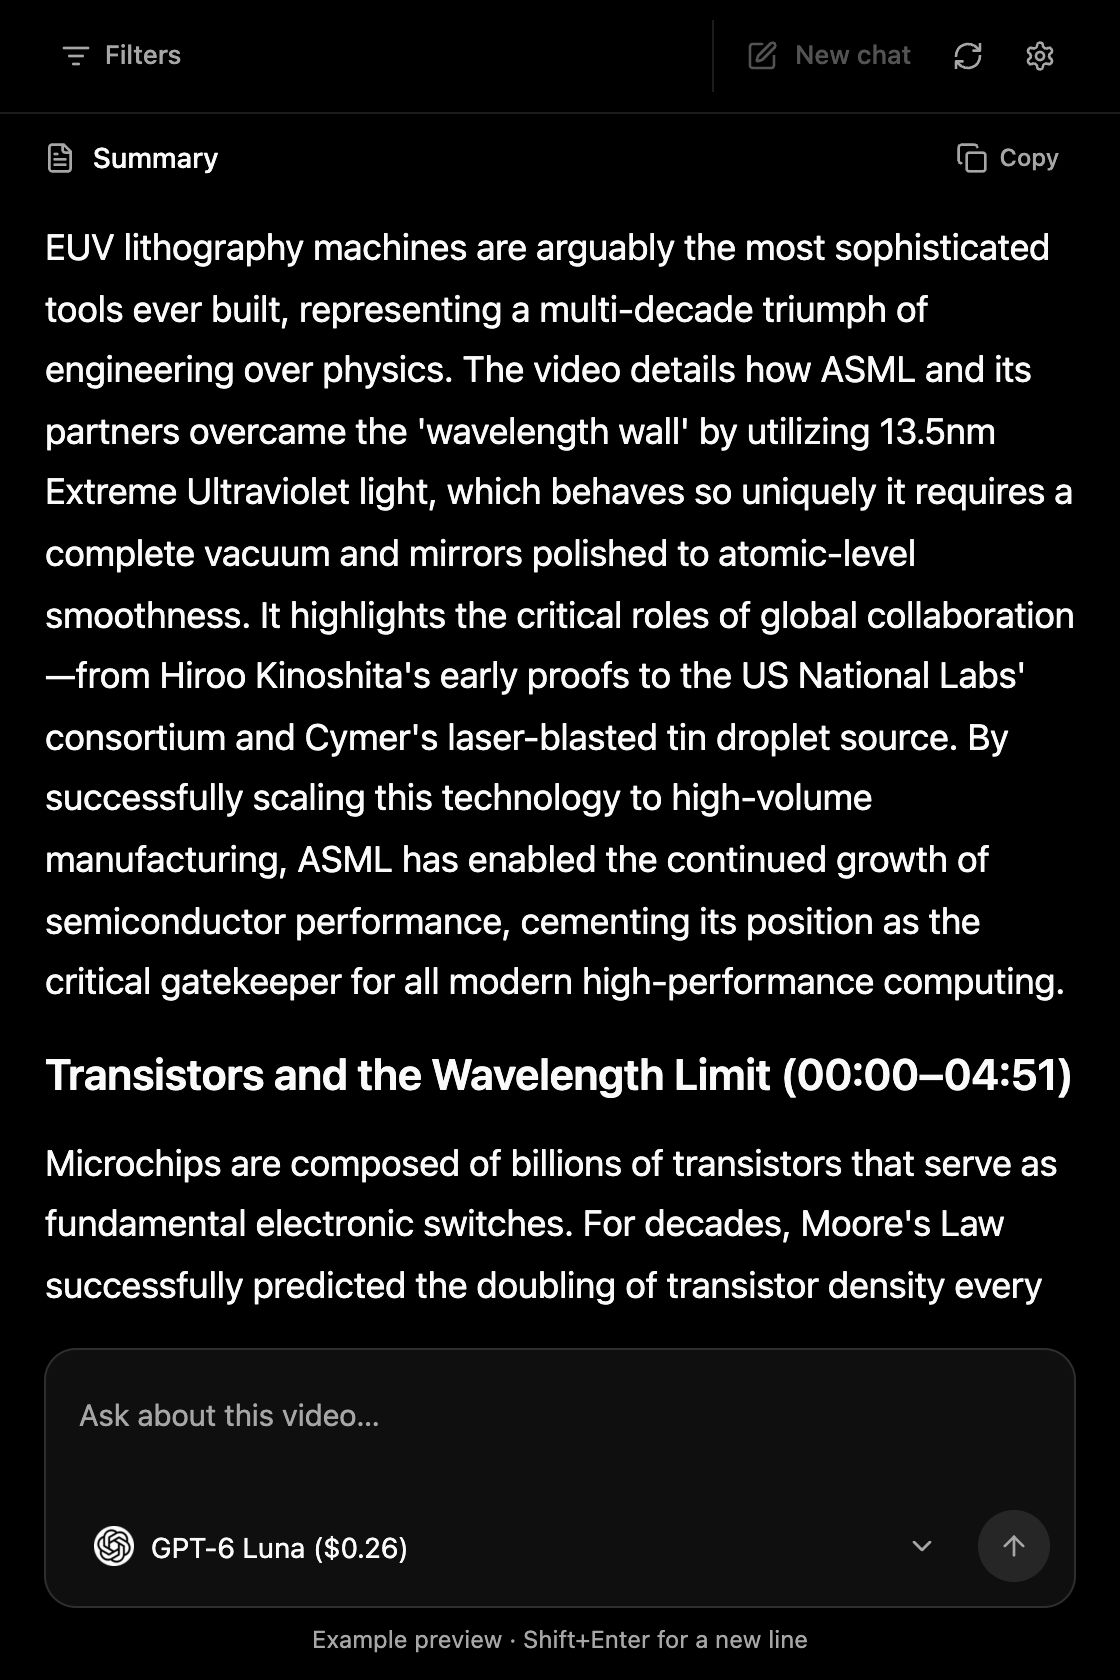 Filters
New chat
Summary
Copy
EUV lithography machines are arguably the most sophisticated
tools ever built, representing a multi-decade triumph of
engineering over physics. The video details how ASML and its
partners overcame the 'wavelength wall' by utilizing 13.5nm
Extreme Ultraviolet light, which behaves so uniquely it requires a
complete vacuum and mirrors polished to atomic-level
smoothness. It highlights the critical roles of global collaboration
—from Hiroo Kinoshita's early proofs to the US National Labs'
consortium and Cymer's laser-blasted tin droplet source. By
successfully scaling this technology to high-volume
manufacturing, ASML has enabled the continued growth of
semiconductor performance, cementing its position as the
critical gatekeeper for all modern high-performance computing.
Transistors and the Wavelength Limit (00:00–04:51)
Microchips are composed of billions of transistors that serve as
fundamental electronic switches. For decades, Moore's Law
successfully predicted the doubling of transistor density every
Ask about this video...
GPT-6 Luna ($0.26)
Example preview · Shift+Enter for a new line